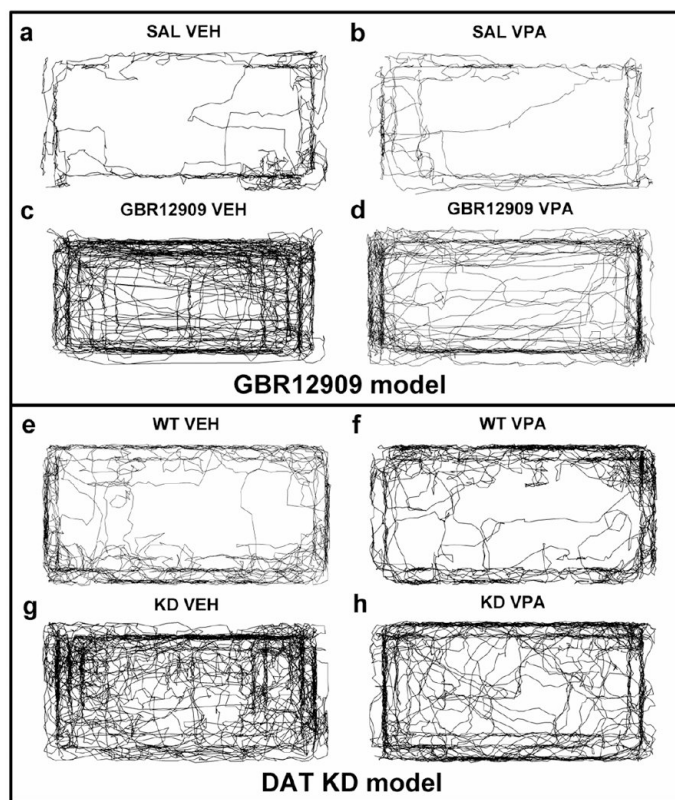 a SAL VEH
b SAL VPA
c GBR12909 VEH
d GBR12909 VPA
GBR12909 model
e WT VEH
f WT VPA
g KD VEH
h KD VPA
DAT KD model